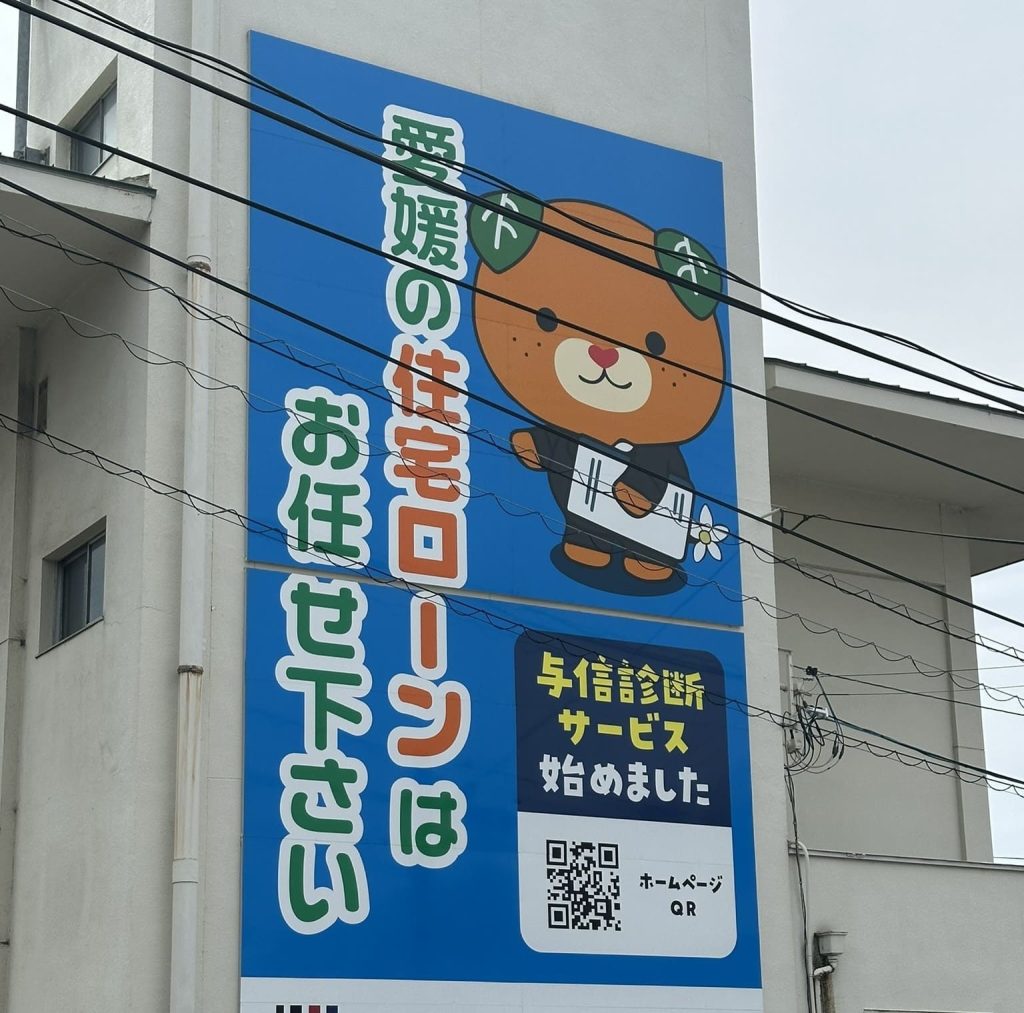 愛媛の住宅ローンは
お任せ下さい
与信診断
サービス
始めました
ホームページ
QR